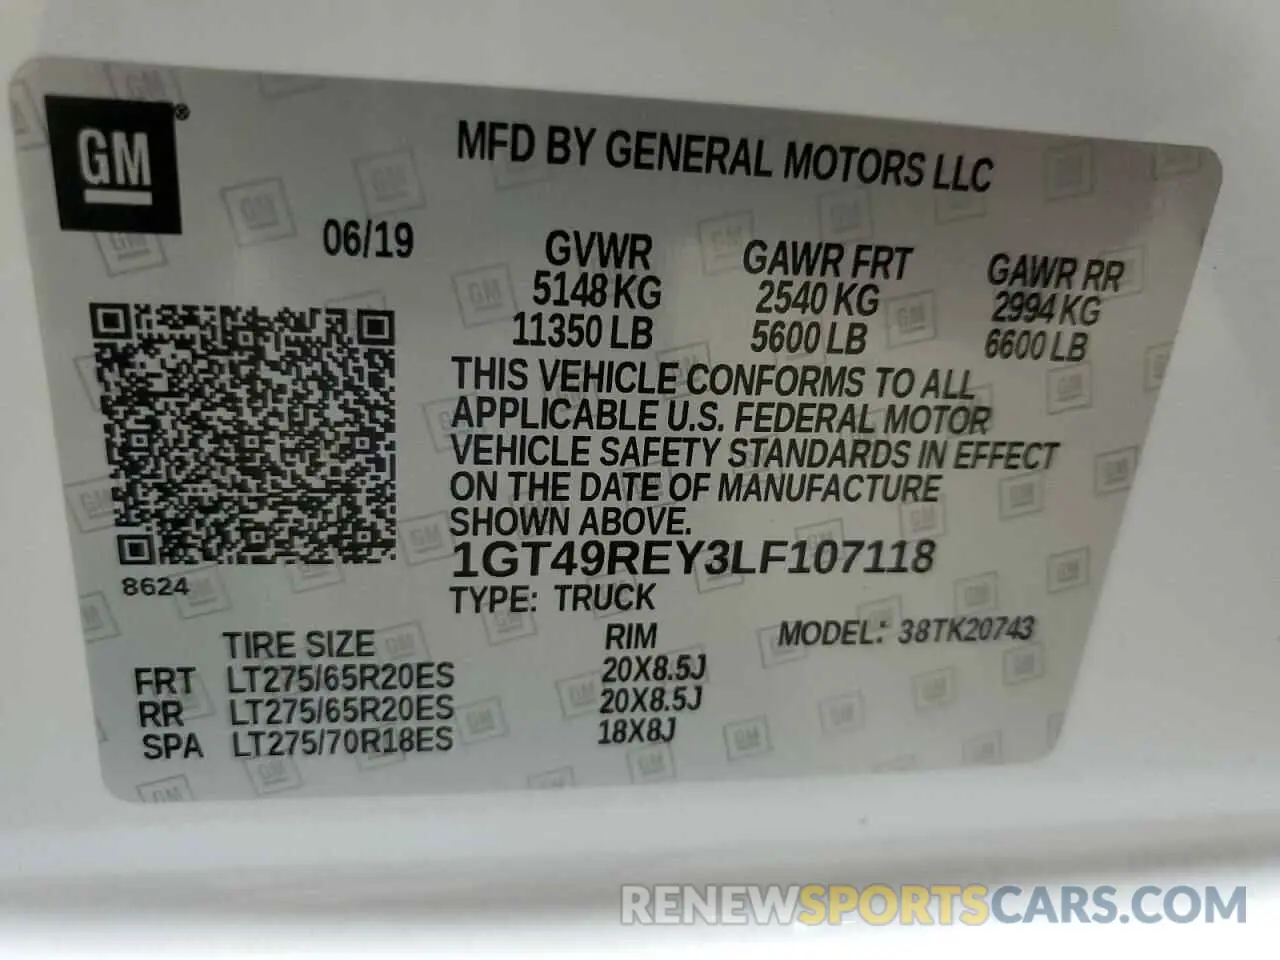 GM®
MFD BY GENERAL MOTORS LLC
06/19
GVWR GAWR FRT GAWR RR
5148 KG 2540 KG 2994 KG
11350 LB 5600 LB 6600 LB
THIS VEHICLE CONFORMS TO ALL
APPLICABLE U.S. FEDERAL MOTOR
VEHICLE SAFETY STANDARDS IN EFFECT
ON THE DATE OF MANUFACTURE
SHOWN ABOVE.
1GT49REY3LF107118
8624
TYPE: TRUCK
TIRE SIZE RIM MODEL: 38TK20743
FRT LT275/65R20ES 20X8.5J
RR LT275/65R20ES 20X8.5J
SPA LT275/70R18ES 18X8J
RENEWSPORTSCARS.COM